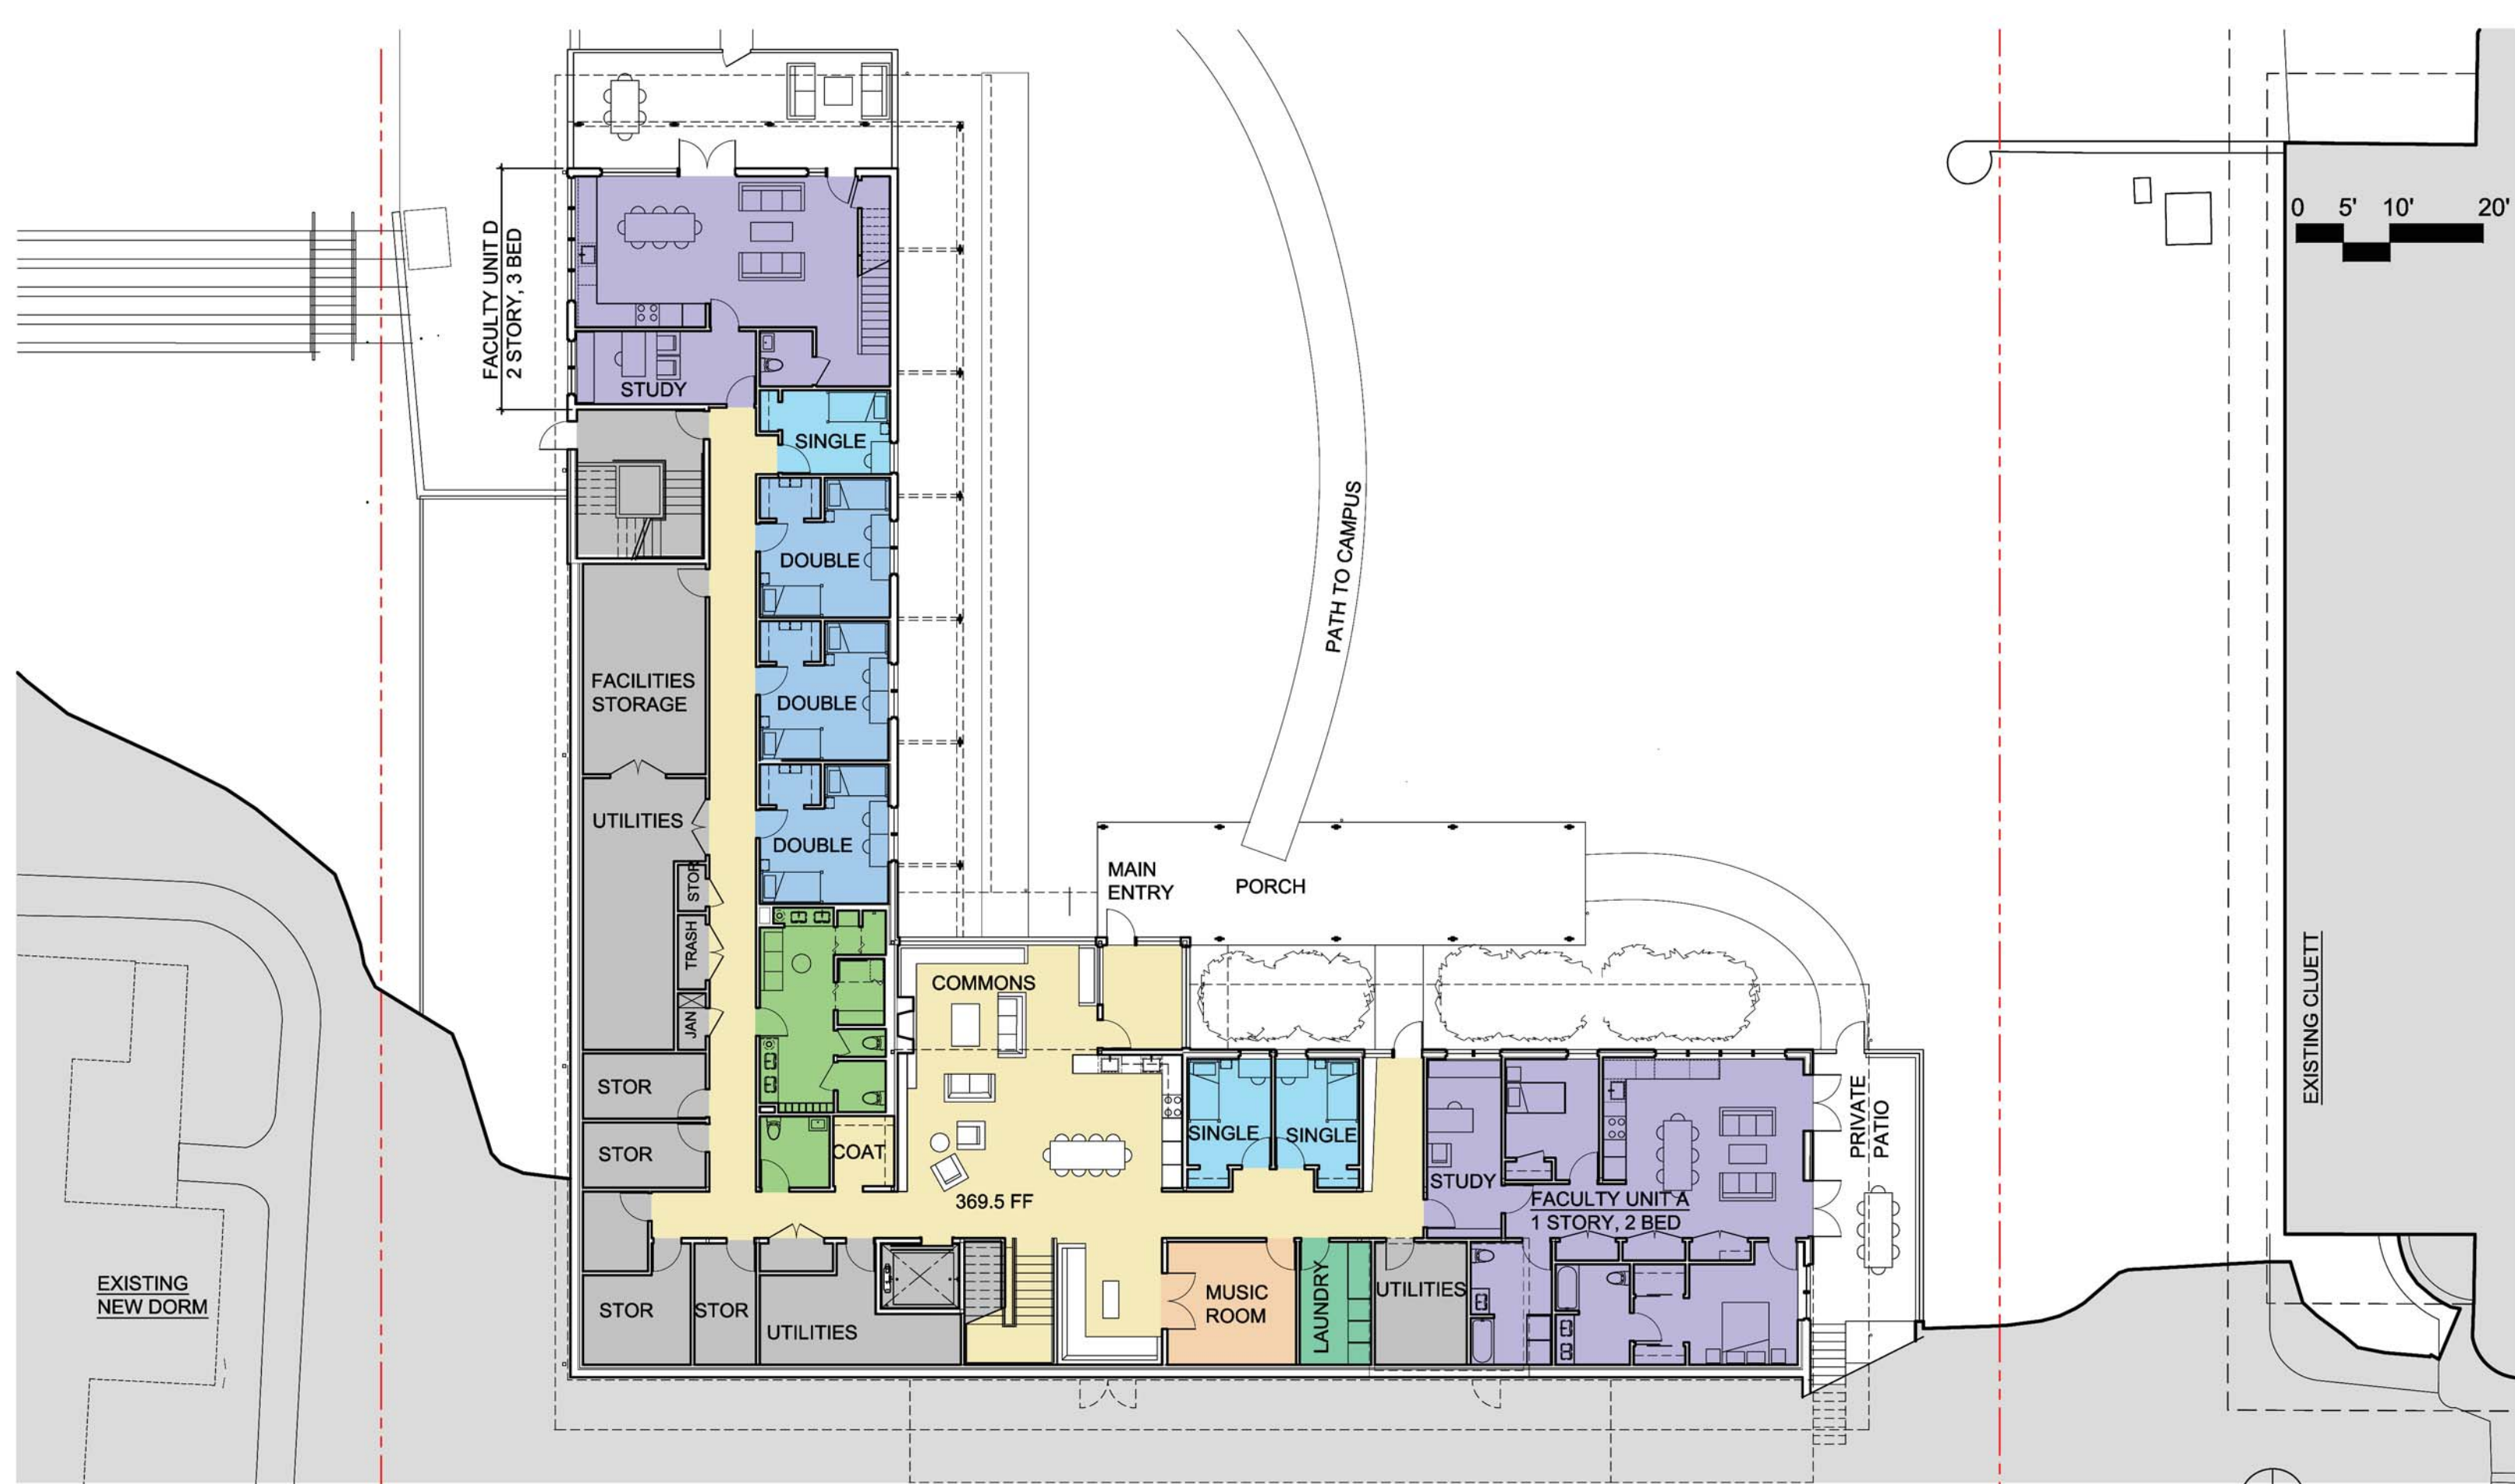 0 5' 10' 20'
FACULTY UNIT D
2 STORY, 3 BED
STUDY
SINGLE
DOUBLE
PATH TO CAMPUS
FACILITIES
STORAGE
DOUBLE
UTILITIES
DOUBLE
STOR
TRASH
JAN
MAIN
ENTRY
PORCH
COMMONS
EXISTING CLUETT
STOR
STOR
COAT
SINGLE
SINGLE
PRIVATE
PATIO
STUDY
369.5 FF
FACULTY UNIT A
1 STORY, 2 BED
EXISTING
NEW DORM
STOR
STOR
UTILITIES
MUSIC
ROOM
LAUNDRY
UTILITIES